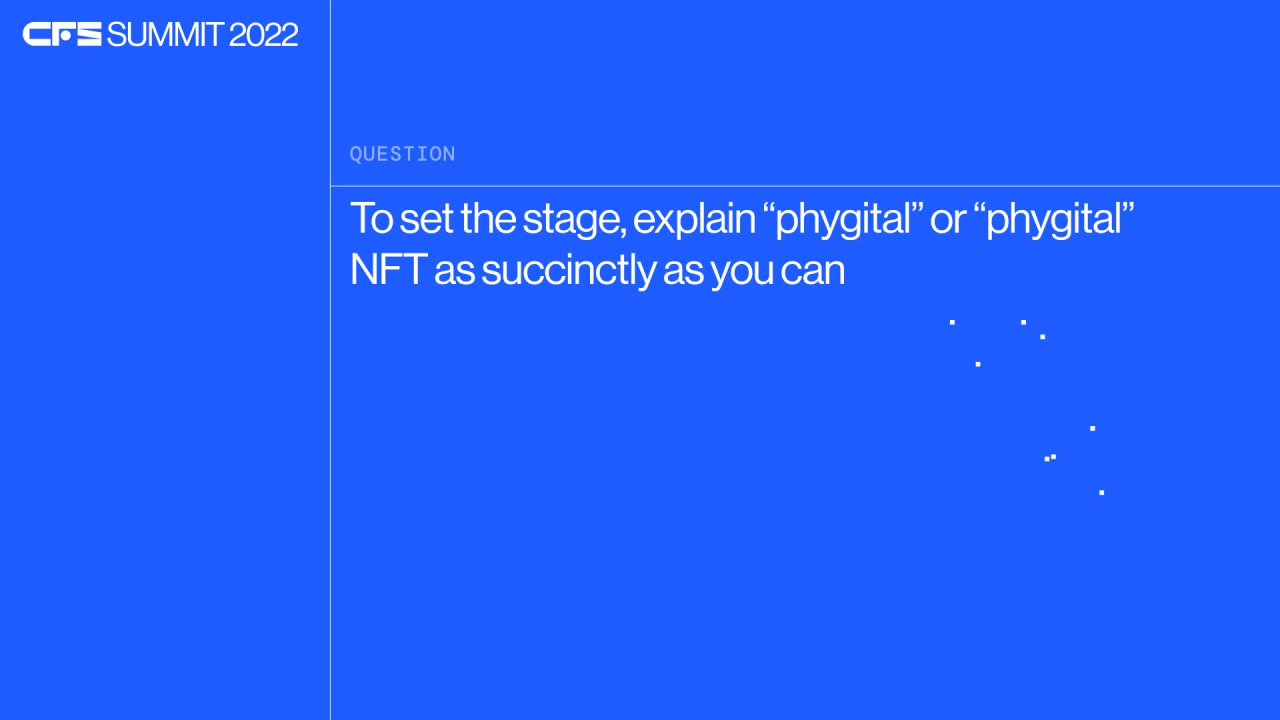 CFS SUMMIT 2022
QUESTION
To set the stage, explain “phygital” or “phygital”
NFT as succinctly as you can